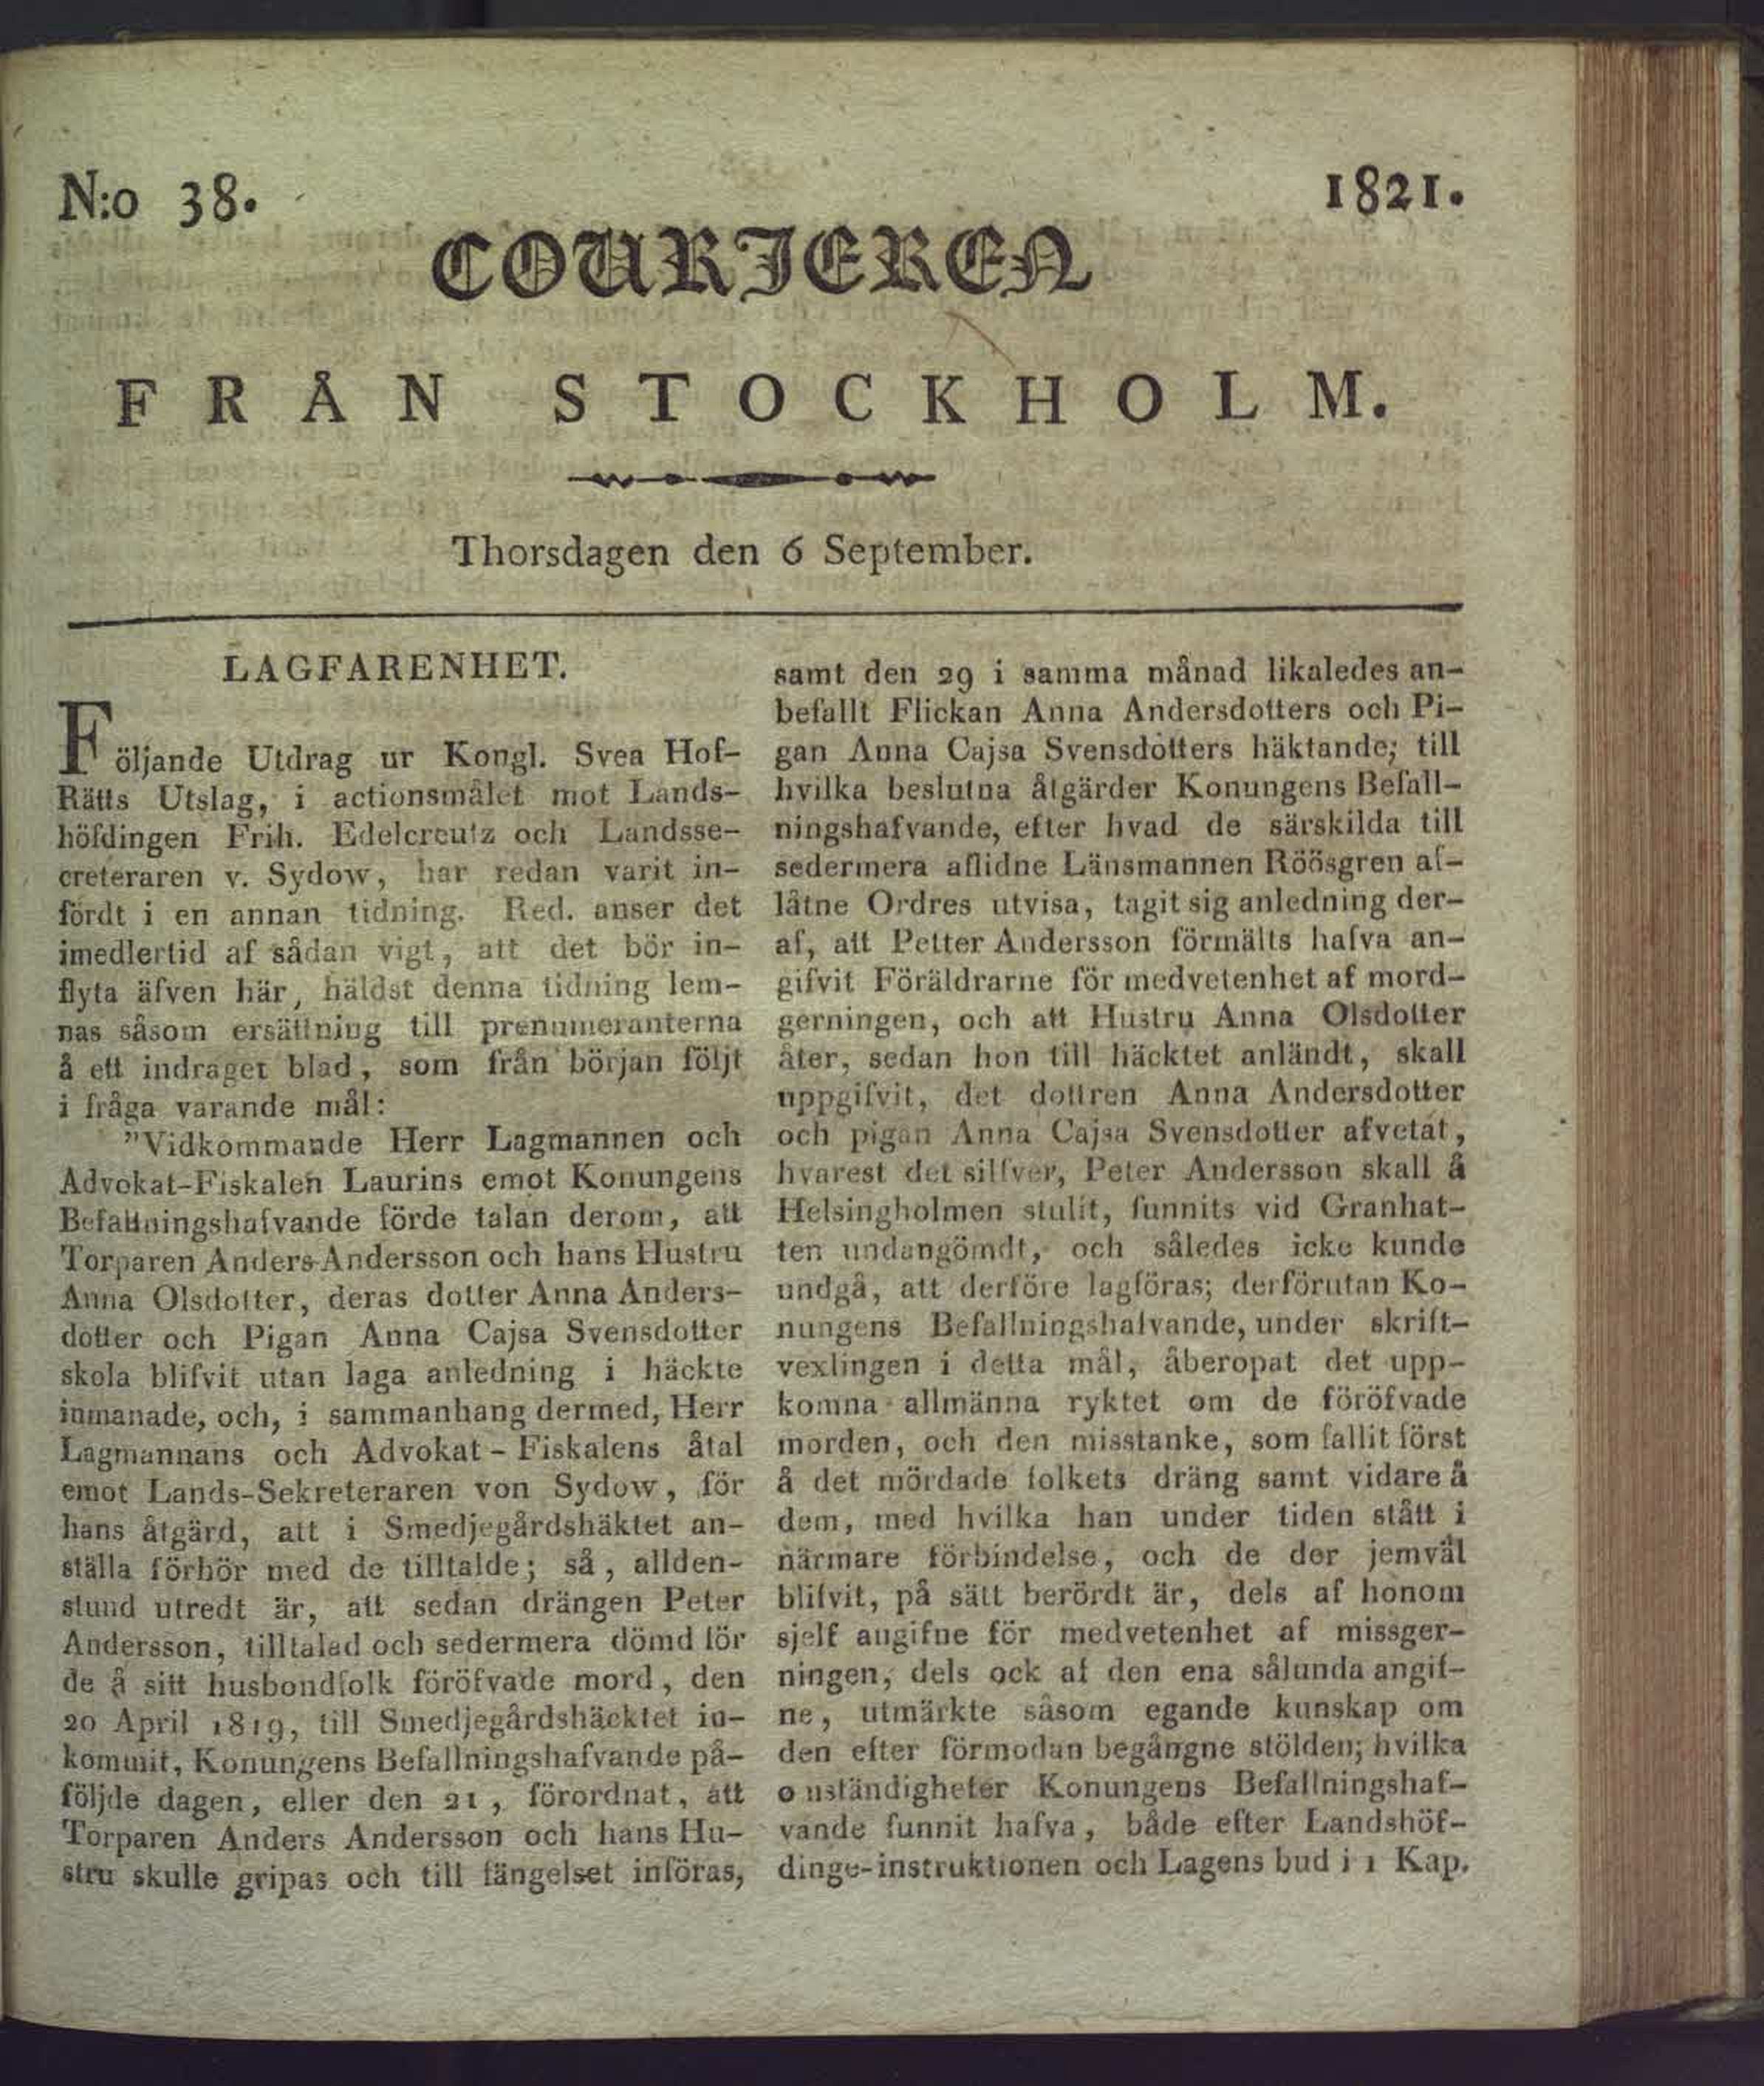 N:o 38. 1821.
COURIEREN
FRÅN STOCKHOLM.
Thorsdagen den 6 September.
LAGFARENHET.
Följande Utdrag ur Kongl. Svea Hof-
Rätts Utslag, i actionsmålet mot Lands-
höfdingen Frih. Edelcreutz och Landsse-
creteraren v. Sydow, har redan varit in-
fördt i en annan tidning. Red. anser det
imedlertid af sådan vigt, att det bör in-
flyta äfven här, häldst denna tidning lem-
nas såsom ersättning till prenumeranterna
å ett indraget blad, som från början följt
i fråga varande mål:
"Vidkommande Herr Lagmannen och
Advokat-Fiskalen Laurins emot Konungens
Befallningshafvande förde talan derom, att
Torparen Anders Andersson och hans Hustru
Anna Olsdotter, deras dotter Anna Anders-
dotter och Pigan Anna Cajsa Svensdotter
skola blifvit utan laga anledning i häckte
inmanade, och, i sammanhang dermed, Herr
Lagmannans och Advokat-Fiskalens åtal
emot Lands-Sekreteraren von Sydow, för
hans åtgärd, att i Smedjegårdshäktet an-
ställa förhör med de tilltalde; så, allden-
stund utredt är, att sedan drängen Peter
Andersson, tilltalad och sedermera dömd för
de å sitt husbondfolk föröfvade mord, den
20 April 1819, till Smedjegårdshäcktet in-
kommit, Konungens Befallningshafvande på-
följde dagen, eller den 21, förordnat, att
Torparen Anders Andersson och hans Hu-
stru skulle gripas och till fängelset införas,
samt den 29 i samma månad likaledes an-
befallt Flickan Anna Andersdotters och Pi-
gan Anna Cajsa Svensdotters häktande; till
hvilka beslutna åtgärder Konungens Befall-
ningshafvande, efter hvad de särskilda till
sedermera aflidne Länsmannen Röösgren af-
låtne Ordres utvisa, tagit sig anledning der-
af, att Petter Andersson förmälts hafva an-
gifvit Föräldrarne för medvetenhet af mord-
gerningen, och att Hustru Anna Olsdotter
åter, sedan hon till häcktet anländt, skall
uppgifvit, det dottren Anna Andersdotter
och pigan Anna Cajsa Svensdotter afvetat,
hvarest det silfver, Peter Andersson skall å
Helsingholmen stulit, funnits vid Granhat-
ten undangömdt, och således icke kunde
undgå, att derföre lagföras; derförutan Ko-
nungens Befallningshafvande, under skrift-
vexlingen i detta mål, åberopat det upp-
komna allmänna ryktet om de föröfvade
morden, och den misstanke, som fallit först
å det mördade folkets dräng samt vidare å
dem, med hvilka han under tiden stått i
närmare förbindelse, och de der jemväl
blifvit, på sätt berördt är, dels af honom
sjelf angifne för medvetenhet af missger-
ningen, dels ock af den ena sålunda angif-
ne, utmärkte såsom egande kunskap om
den efter förmodan begångne stölden; hvilka
o nständigheter Konungens Befallningshaf-
vande funnit hafva, både efter Landshöf-
dinge-instruktionen och Lagens bud i 1 Kap.